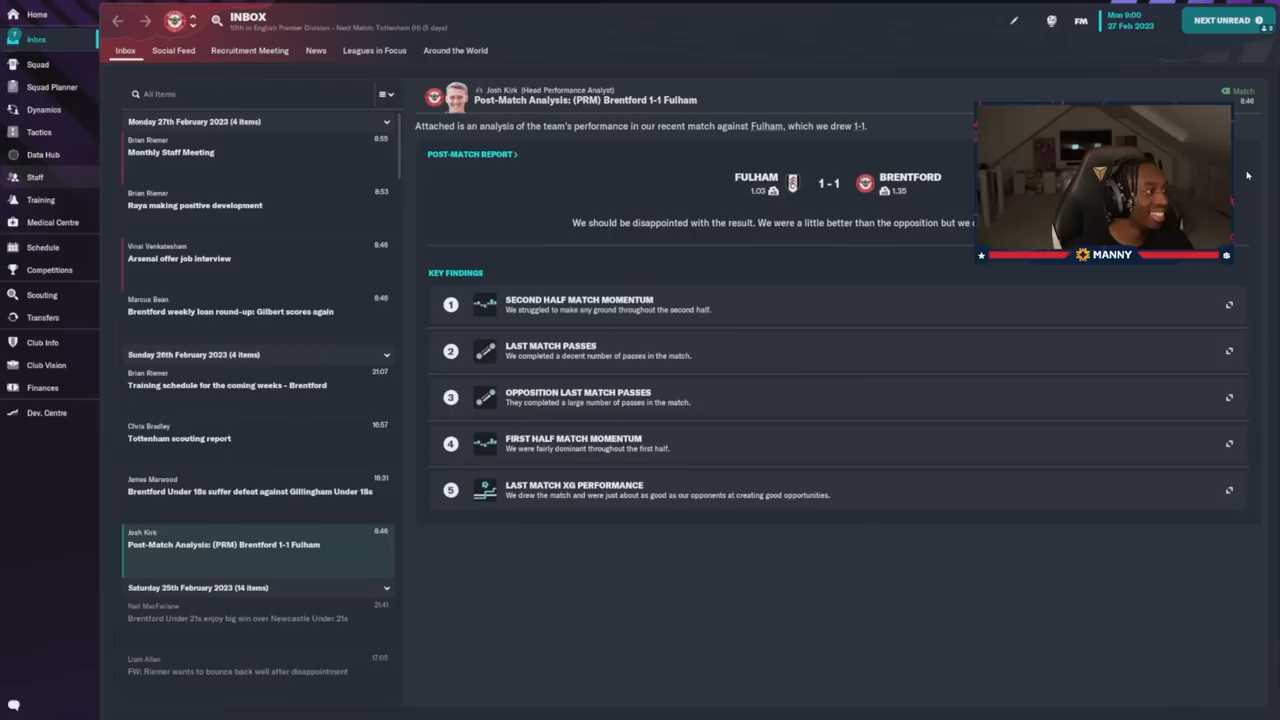 Home
Inbox
Squad
Squad Planner
Dynamics
Tactics
Data Hub
Staff
Training
Medical Centre
Schedule
Competitions
Scouting
Transfers
Club Info
Club Vision
Finances
Dev. Centre
INBOX
10th in English Premier Division - Next Match: Tottenham (H) (5 days)
FM
Mon 9:00
27 Feb 2023
NEXT UNREAD
3
Inbox
Social Feed
Recruitment Meeting
News
Leagues in Focus
Around the World
All Items
Monday 27th February 2023 (4 items)
Brian Riemer 8:55
Monthly Staff Meeting
Brian Riemer 8:53
Raya making positive development
Vinai Venkatesham 8:46
Arsenal offer job interview
Marcus Bean 8:46
Brentford weekly loan round-up: Gilbert scores again
Sunday 26th February 2023 (4 items)
Brian Riemer 21:07
Training schedule for the coming weeks - Brentford
Chris Bradley 16:57
Tottenham scouting report
James Marwood 16:31
Brentford Under 18s suffer defeat against Gillingham Under 18s
Josh Kirk 8:46
Post-Match Analysis: (PRM) Brentford 1-1 Fulham
Saturday 25th February 2023 (14 items)
Neil MacFarlane 21:41
Brentford Under 21s enjoy big win over Newcastle Under 21s
Liam Allen 17:05
FW: Riemer wants to bounce back well after disappointment
Josh Kirk (Head Performance Analyst)
Post-Match Analysis: (PRM) Brentford 1-1 Fulham
Match
8:46
Attached is an analysis of the team's performance in our recent match against Fulham, which we drew 1-1.
POST-MATCH REPORT >
FULHAM 1 - 1 BRENTFORD
1.03 1.35
We should be disappointed with the result. We were a little better than the opposition but we
MANNY
KEY FINDINGS
1 SECOND HALF MATCH MOMENTUM
We struggled to make any ground throughout the second half.
2 LAST MATCH PASSES
We completed a decent number of passes in the match.
3 OPPOSITION LAST MATCH PASSES
They completed a large number of passes in the match.
4 FIRST HALF MATCH MOMENTUM
We were fairly dominant throughout the first half.
5 LAST MATCH XG PERFORMANCE
We drew the match and were just about as good as our opponents at creating good opportunities.